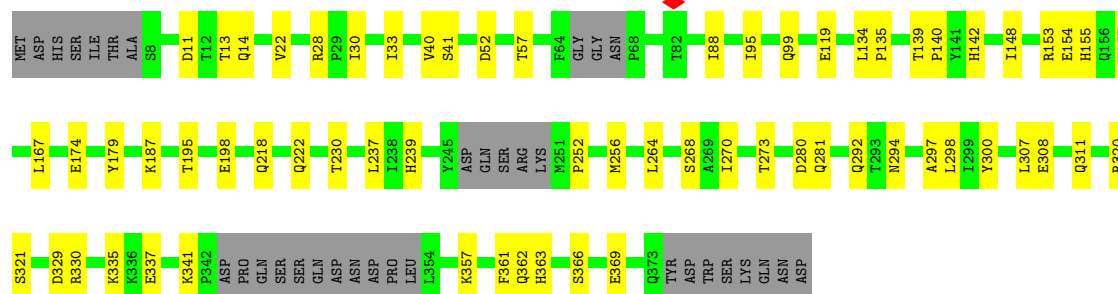 MET ASP HIS SER ILE THR ALA S8 D11 T12 T13 Q14 V22 R28 P29 I30 I33 V40 S41 D52 T57 F64 GLY GLY ASN P68 T82 I88 I95 Q99 E119 L134 P135 T139 P140 Y141 H142 I148 R153 E154 H155 Q156
L167 E174 Y179 K187 T195 E198 Q218 Q222 T230 L237 I238 H239 Y245 ASP GLN SER ARG LYS M251 P252 M256 L264 S268 A269 I270 T273 D280 Q281 Q292 T293 N294 A297 L298 I299 Y300 L307 E308 Q311
S321 D329 R330 K335 K336 E337 K341 P342 ASP PRO GLN SER SER GLN ASP ASN ASP PRO LEU L354 K357 F361 Q362 H363 S366 E369 Q373 TYR ASP TRP SER LYS GLN ASN ASP